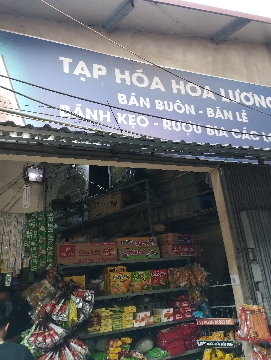 TẠP HÓA HOA LƯƠNG
BÁN BUÔN - BÁN LẺ
BÁNH KẸO - RƯỢU BIA CÁC L